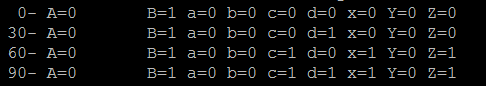 0- A=0 B=1 a=0 b=0 c=0 d=0 x=0 Y=0 Z=0
30- A=0 B=1 a=0 b=0 c=0 d=1 x=0 Y=0 Z=0
60- A=0 B=1 a=0 b=0 c=1 d=0 x=1 Y=0 Z=1
90- A=0 B=1 a=0 b=0 c=1 d=1 x=1 Y=0 Z=1